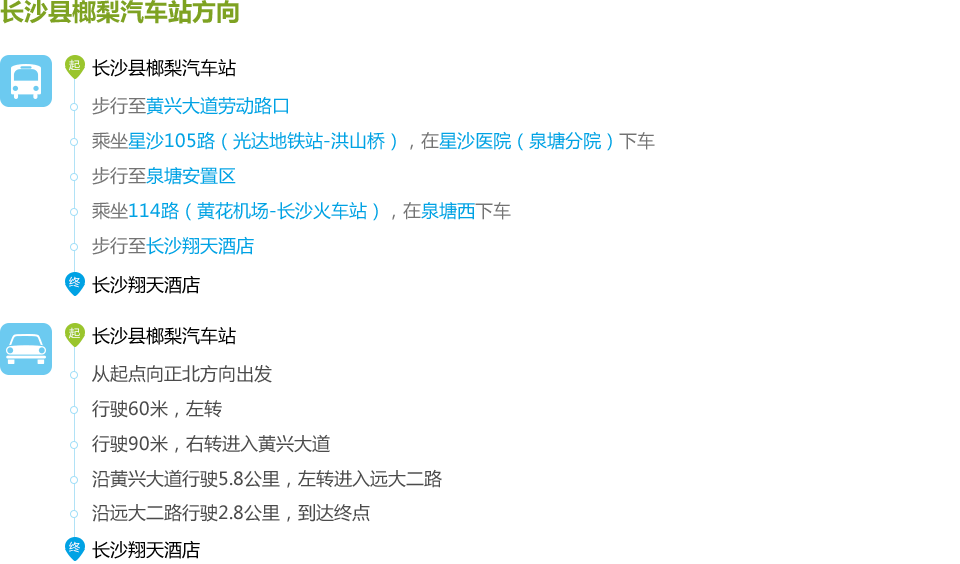 长沙县榔梨汽车站方向
起 长沙县榔梨汽车站
步行至黄兴大道劳动路口
乘坐星沙105路（光达地铁站-洪山桥），在星沙医院（泉塘分院）下车
步行至泉塘安置区
乘坐114路（黄花机场-长沙火车站），在泉塘西下车
步行至长沙翔天酒店
终 长沙翔天酒店
起 长沙县榔梨汽车站
从起点向正北方向出发
行驶60米，左转
行驶90米，右转进入黄兴大道
沿黄兴大道行驶5.8公里，左转进入远大二路
沿远大二路行驶2.8公里，到达终点
终 长沙翔天酒店